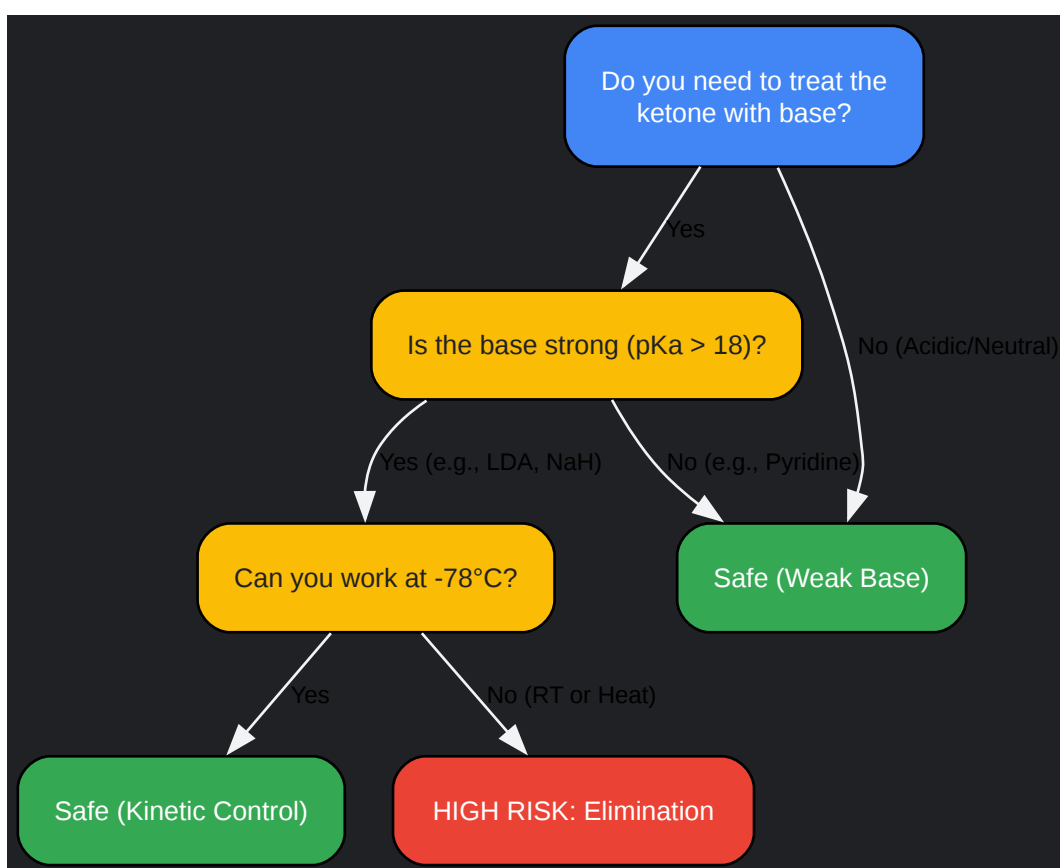 Do you need to treat the
ketone with base?
Yes
Is the base strong (pKa > 18)?
No (Acidic/Neutral)
Yes (e.g., LDA, NaH)
No (e.g., Pyridine)
Can you work at -78°C?
Safe (Weak Base)
Yes
No (RT or Heat)
Safe (Kinetic Control)
HIGH RISK: Elimination